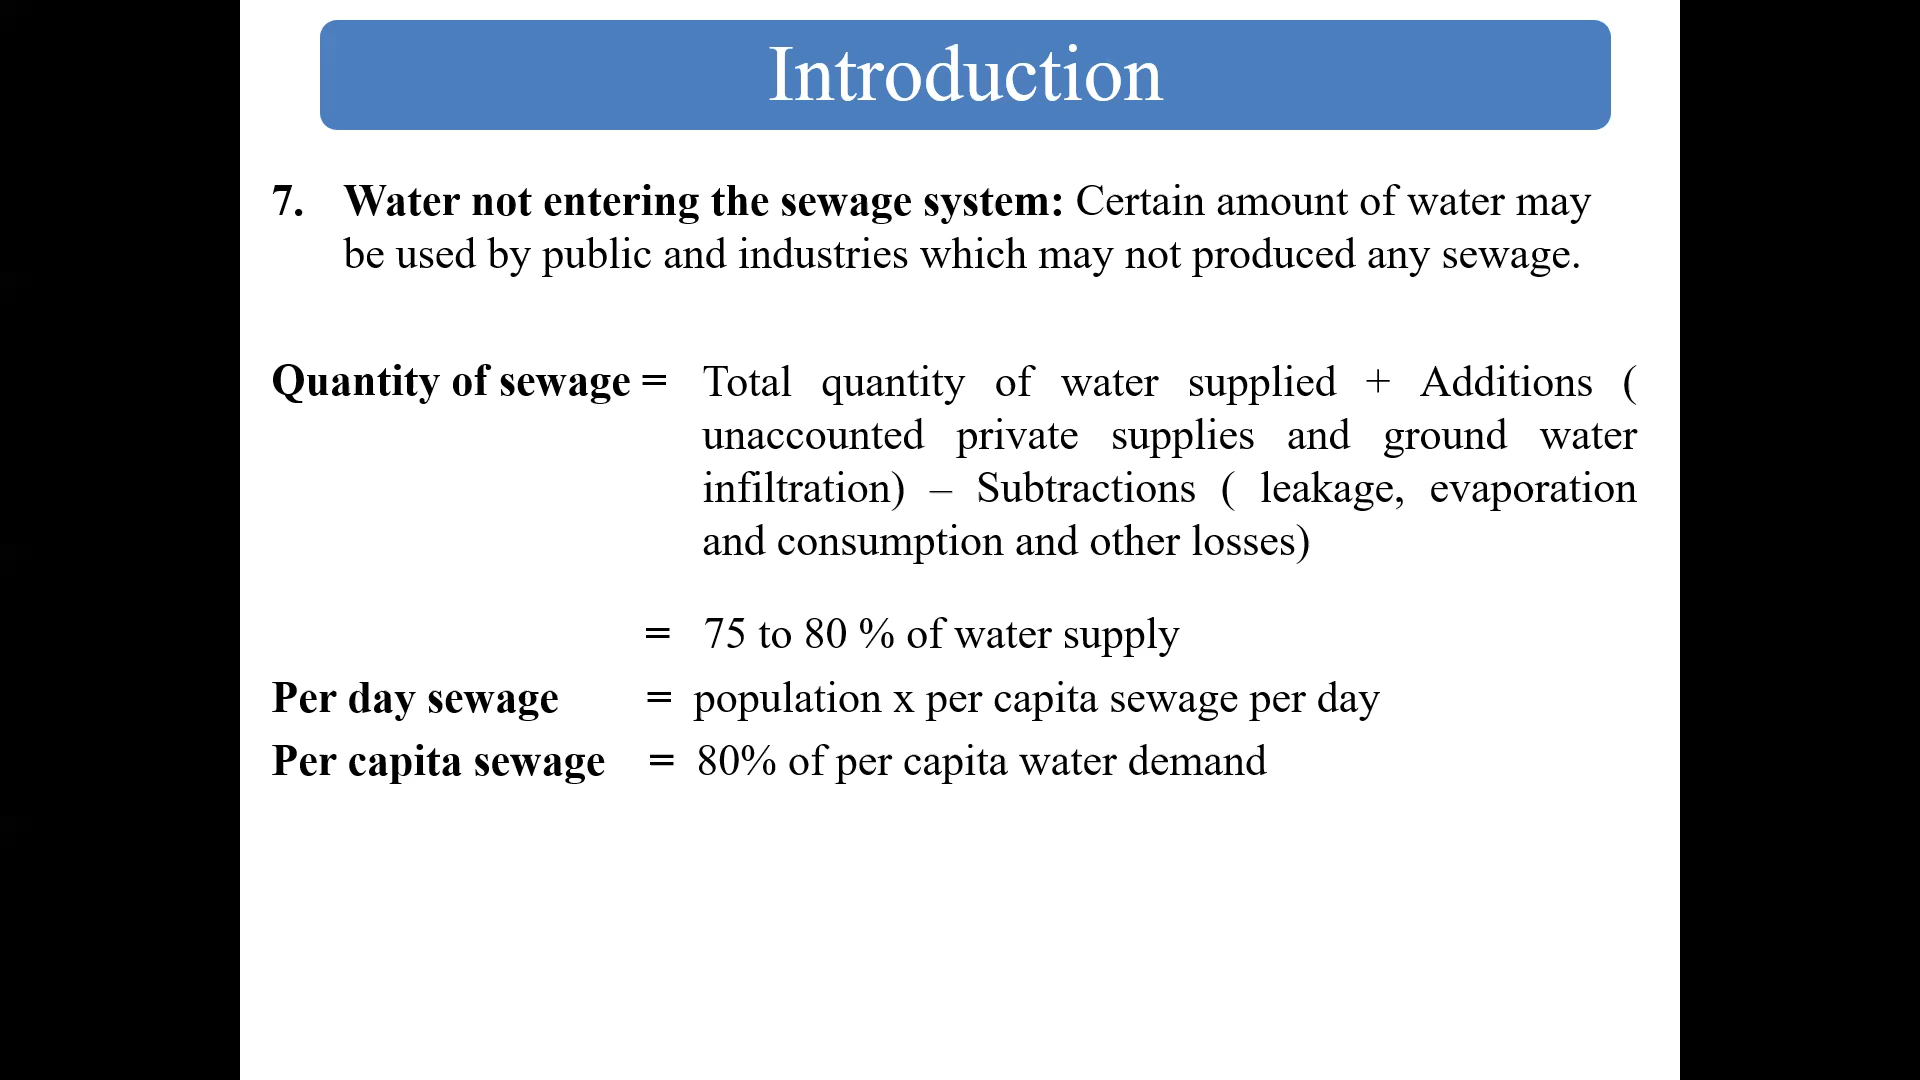 Introduction
7. Water not entering the sewage system: Certain amount of water may
be used by public and industries which may not produced any sewage.
Quantity of sewage = Total quantity of water supplied + Additions (
unaccounted private supplies and ground water
infiltration) – Subtractions ( leakage, evaporation
and consumption and other losses)
= 75 to 80 % of water supply
Per day sewage = population x per capita sewage per day
Per capita sewage = 80% of per capita water demand